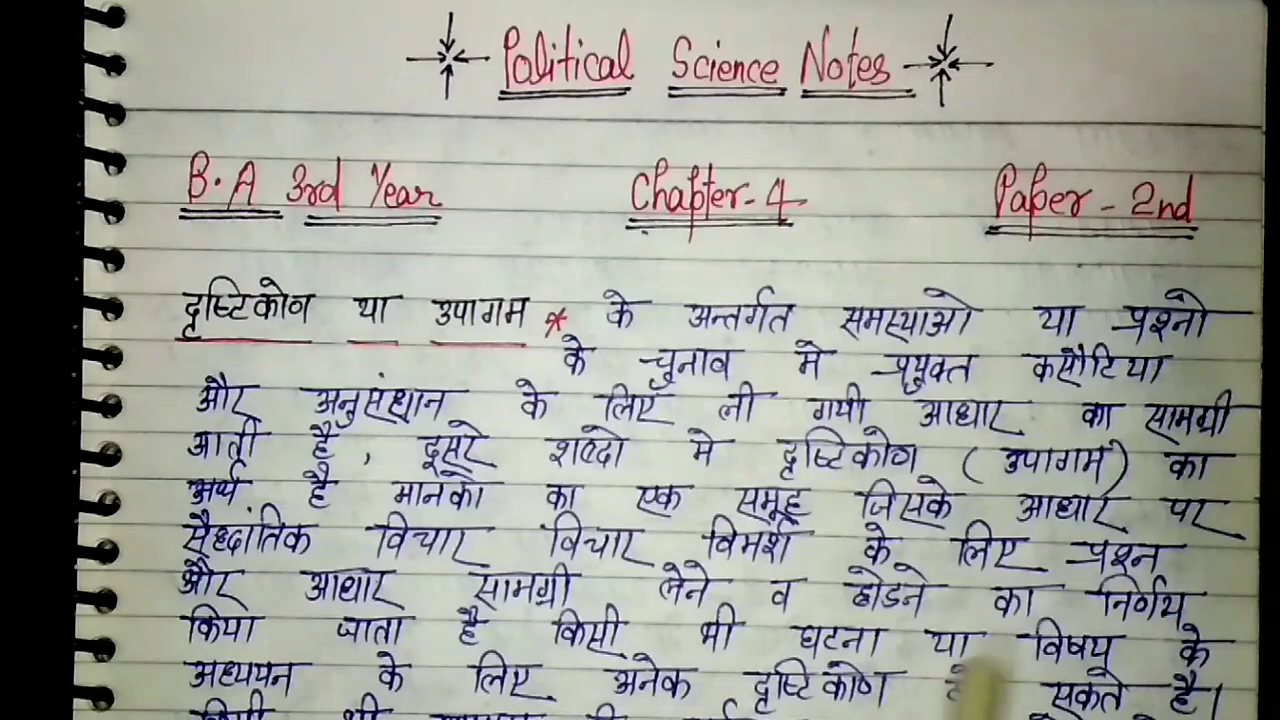 Political Science Notes
B.A 3rd Year Chapter-4 Paper-2nd
दृष्टिकोण या उपागम * के अन्तर्गत समस्याओ या प्रश्नो
के चुनाव मे प्रयुक्त कसौटिया
और अनुसंधान के लिए ली गयी आधार का सामग्री
आती है, दूसरे शब्दो मे दृष्टिकोण (उपागम) का
अर्थ है मानको का एक समूह जिसके आधार पर
सैध्दांतिक विचार विचार विमर्श के लिए प्रश्न
और आधार सामग्री लेने व छोडने का निर्णय
किया जाता है किसी भी घटना या विषय के
अध्ययन के लिए अनेक दृष्टिकोण सकते है।